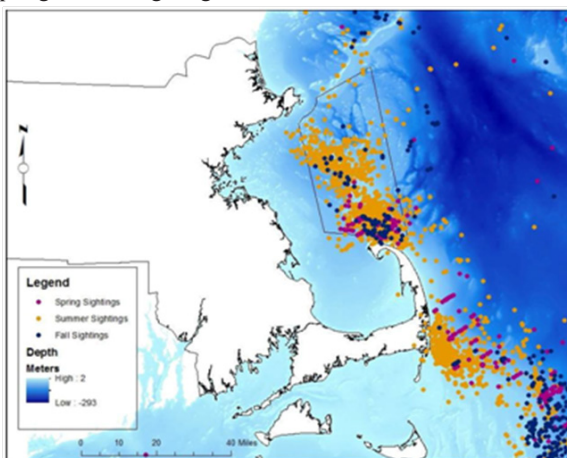 N
Legend
Spring Sightings
Summer Sightings
Fall Sightings
Depth
Meters
High : 2
Low : -293
0 10 20 40 Miles